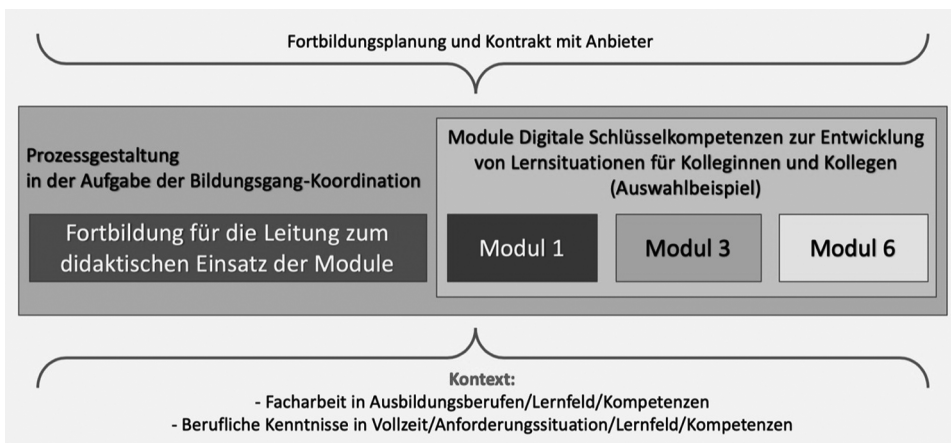 Fortbildungsplanung und Kontrakt mit Anbieter
Prozessgestaltung
in der Aufgabe der Bildungsgang-Koordination
Fortbildung für die Leitung zum
didaktischen Einsatz der Module
Module Digitale Schlüsselkompetenzen zur Entwicklung
von Lernsituationen für Kolleginnen und Kollegen
(Auswahlbeispiel)
Modul 1
Modul 3
Modul 6
Kontext:
- Facharbeit in Ausbildungsberufen/Lernfeld/Kompetenzen
- Berufliche Kenntnisse in Vollzeit/Anforderungssituation/Lernfeld/Kompetenzen